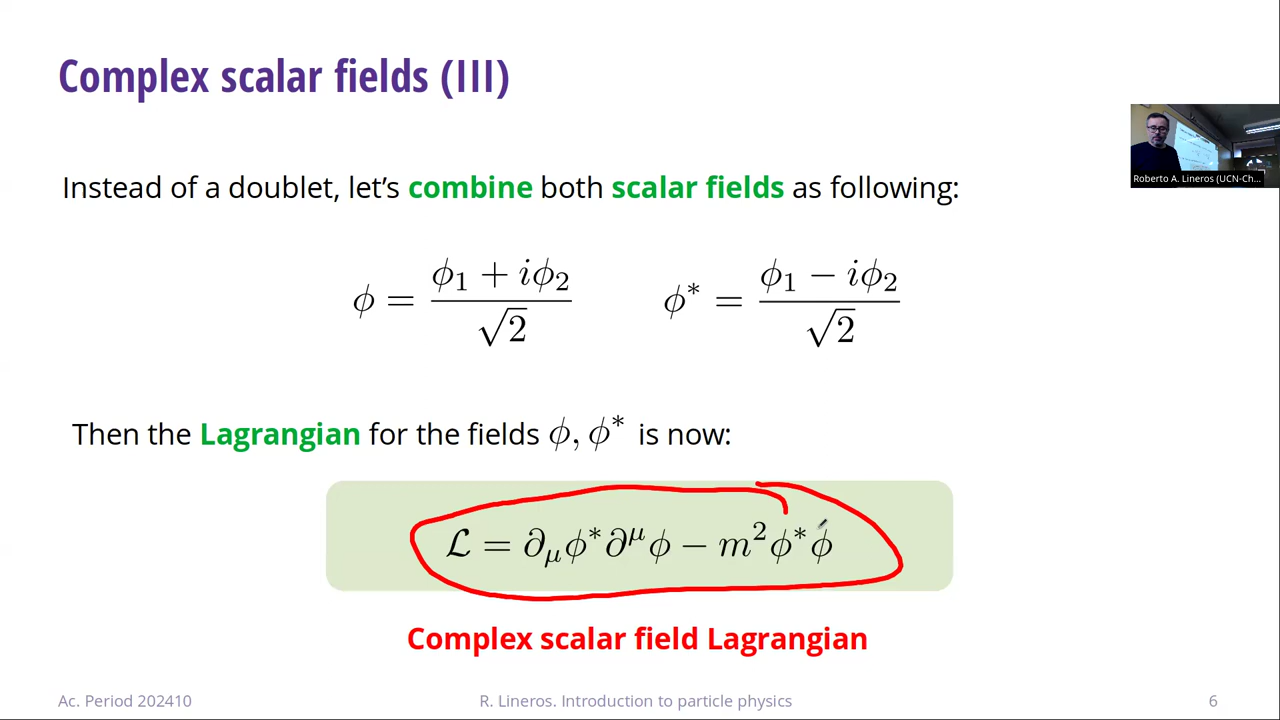 Complex scalar fields (III)
Roberto A. Lineros (UCN-Ch...
Instead of a doublet, let's combine both scalar fields as following:
ϕ = (ϕ₁ + iϕ₂)/√2    ϕ* = (ϕ₁ − iϕ₂)/√2
Then the Lagrangian for the fields ϕ, ϕ* is now:
ℒ = ∂_μϕ*∂^μϕ − m²ϕ*ϕ
Complex scalar field Lagrangian
Ac. Period 202410 R. Lineros. Introduction to particle physics 6